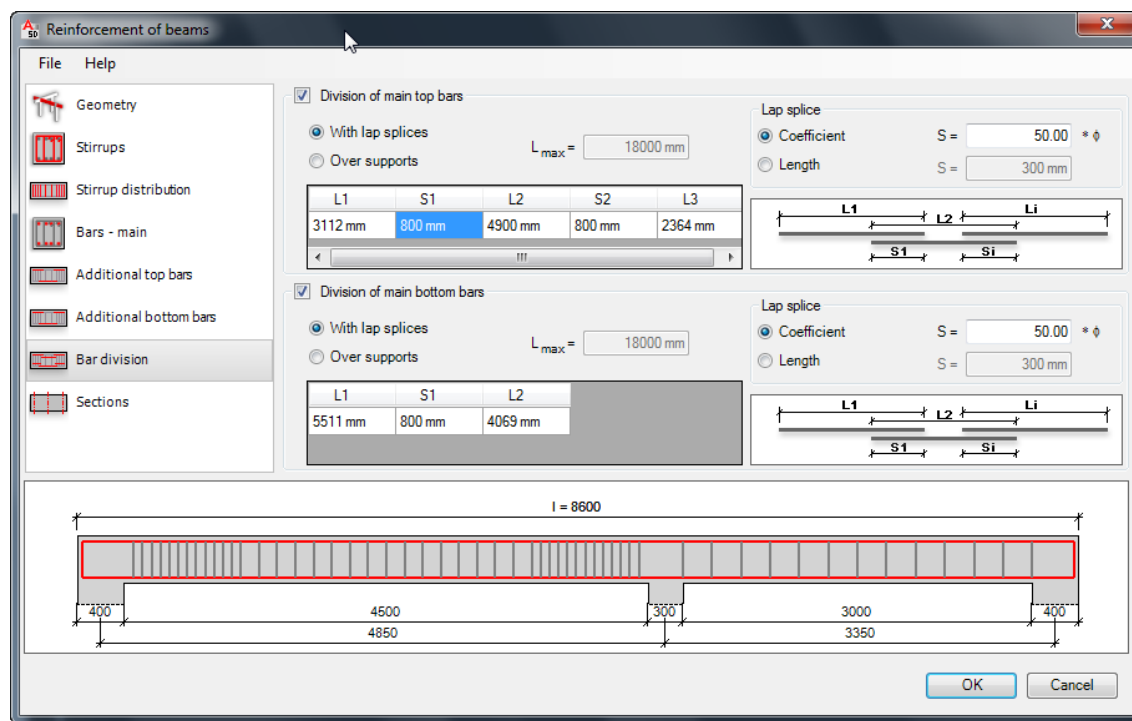 A
SD
Reinforcement of beams
File Help
Geometry
Stirrups
Stirrup distribution
Bars - main
Additional top bars
Additional bottom bars
Bar division
Sections
Division of main top bars
With lap splices
Over supports
L max = 18000 mm
L1 S1 L2 S2 L3
3112 mm 800 mm 4900 mm 800 mm 2364 mm
Lap splice
Coefficient S = 50.00 * ϕ
Length S = 300 mm
L1 L2 Li
S1 Si
Division of main bottom bars
With lap splices
Over supports
L max = 18000 mm
L1 S1 L2
5511 mm 800 mm 4069 mm
Lap splice
Coefficient S = 50.00 * ϕ
Length S = 300 mm
L1 L2 Li
S1 Si
l = 8600
400 4500 300 3000 400
4850 3350
OK Cancel